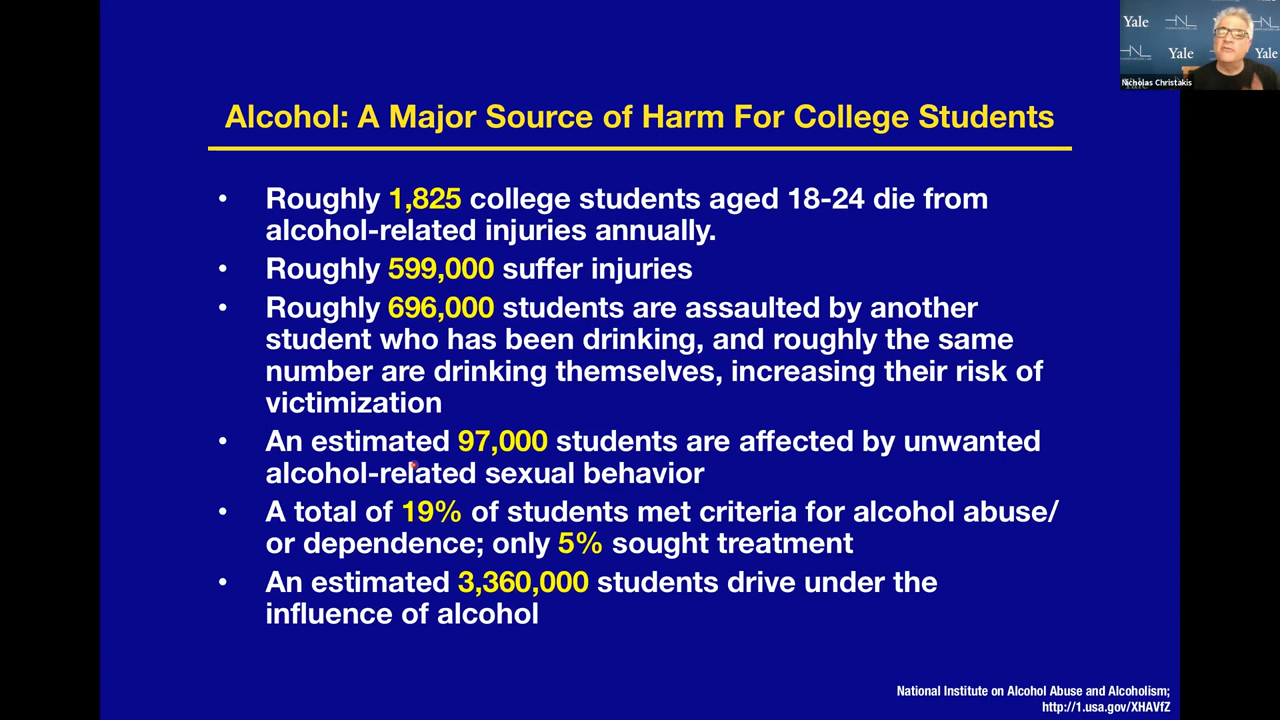 Yale
HNL
Yale
Yale
Nicholas Christakis
Alcohol: A Major Source of Harm For College Students
• Roughly 1,825 college students aged 18-24 die from
alcohol-related injuries annually.
• Roughly 599,000 suffer injuries
• Roughly 696,000 students are assaulted by another
student who has been drinking, and roughly the same
number are drinking themselves, increasing their risk of
victimization
• An estimated 97,000 students are affected by unwanted
alcohol-related sexual behavior
• A total of 19% of students met criteria for alcohol abuse/
or dependence; only 5% sought treatment
• An estimated 3,360,000 students drive under the
influence of alcohol
National Institute on Alcohol Abuse and Alcoholism;
http://1.usa.gov/XHAVfZ